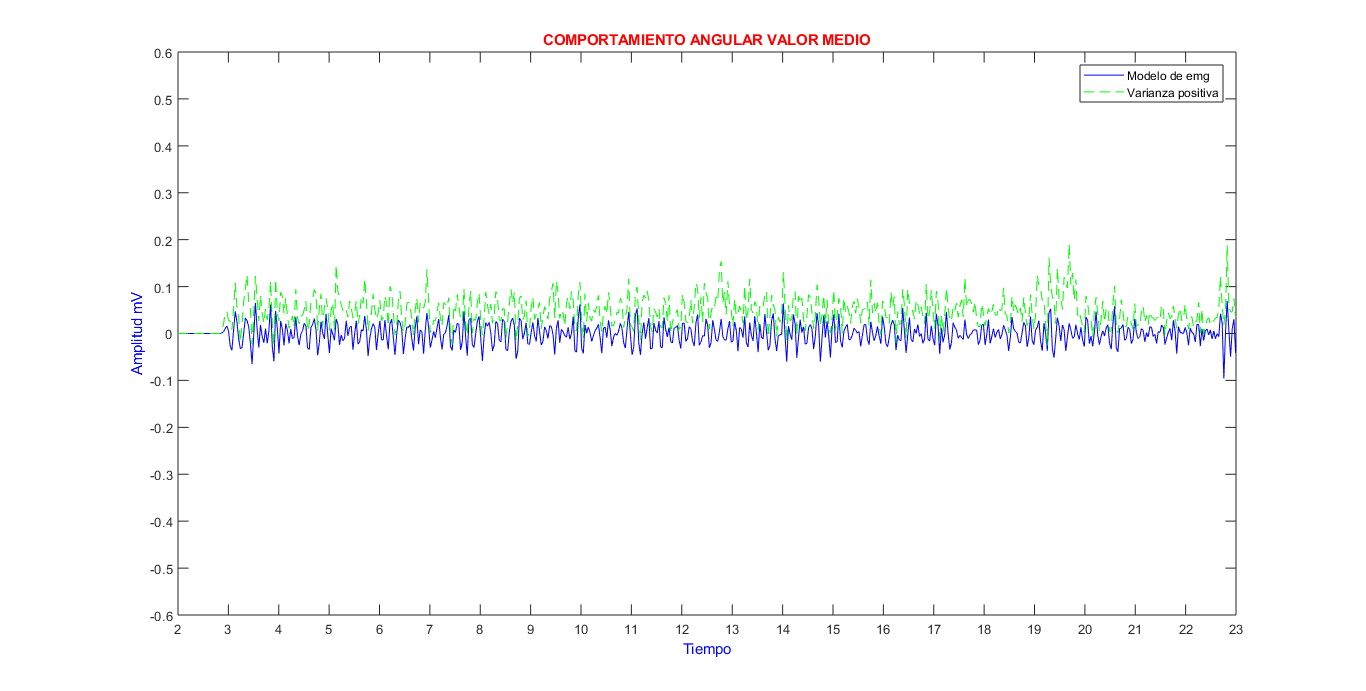 COMPORTAMIENTO ANGULAR VALOR MEDIO
Modelo de emg
Varianza positiva
Amplitud mV
0.6
0.5
0.4
0.3
0.2
0.1
0
-0.1
-0.2
-0.3
-0.4
-0.5
-0.6
2 3 4 5 6 7 8 9 10 11 12 13 14 15 16 17 18 19 20 21 22 23
Tiempo